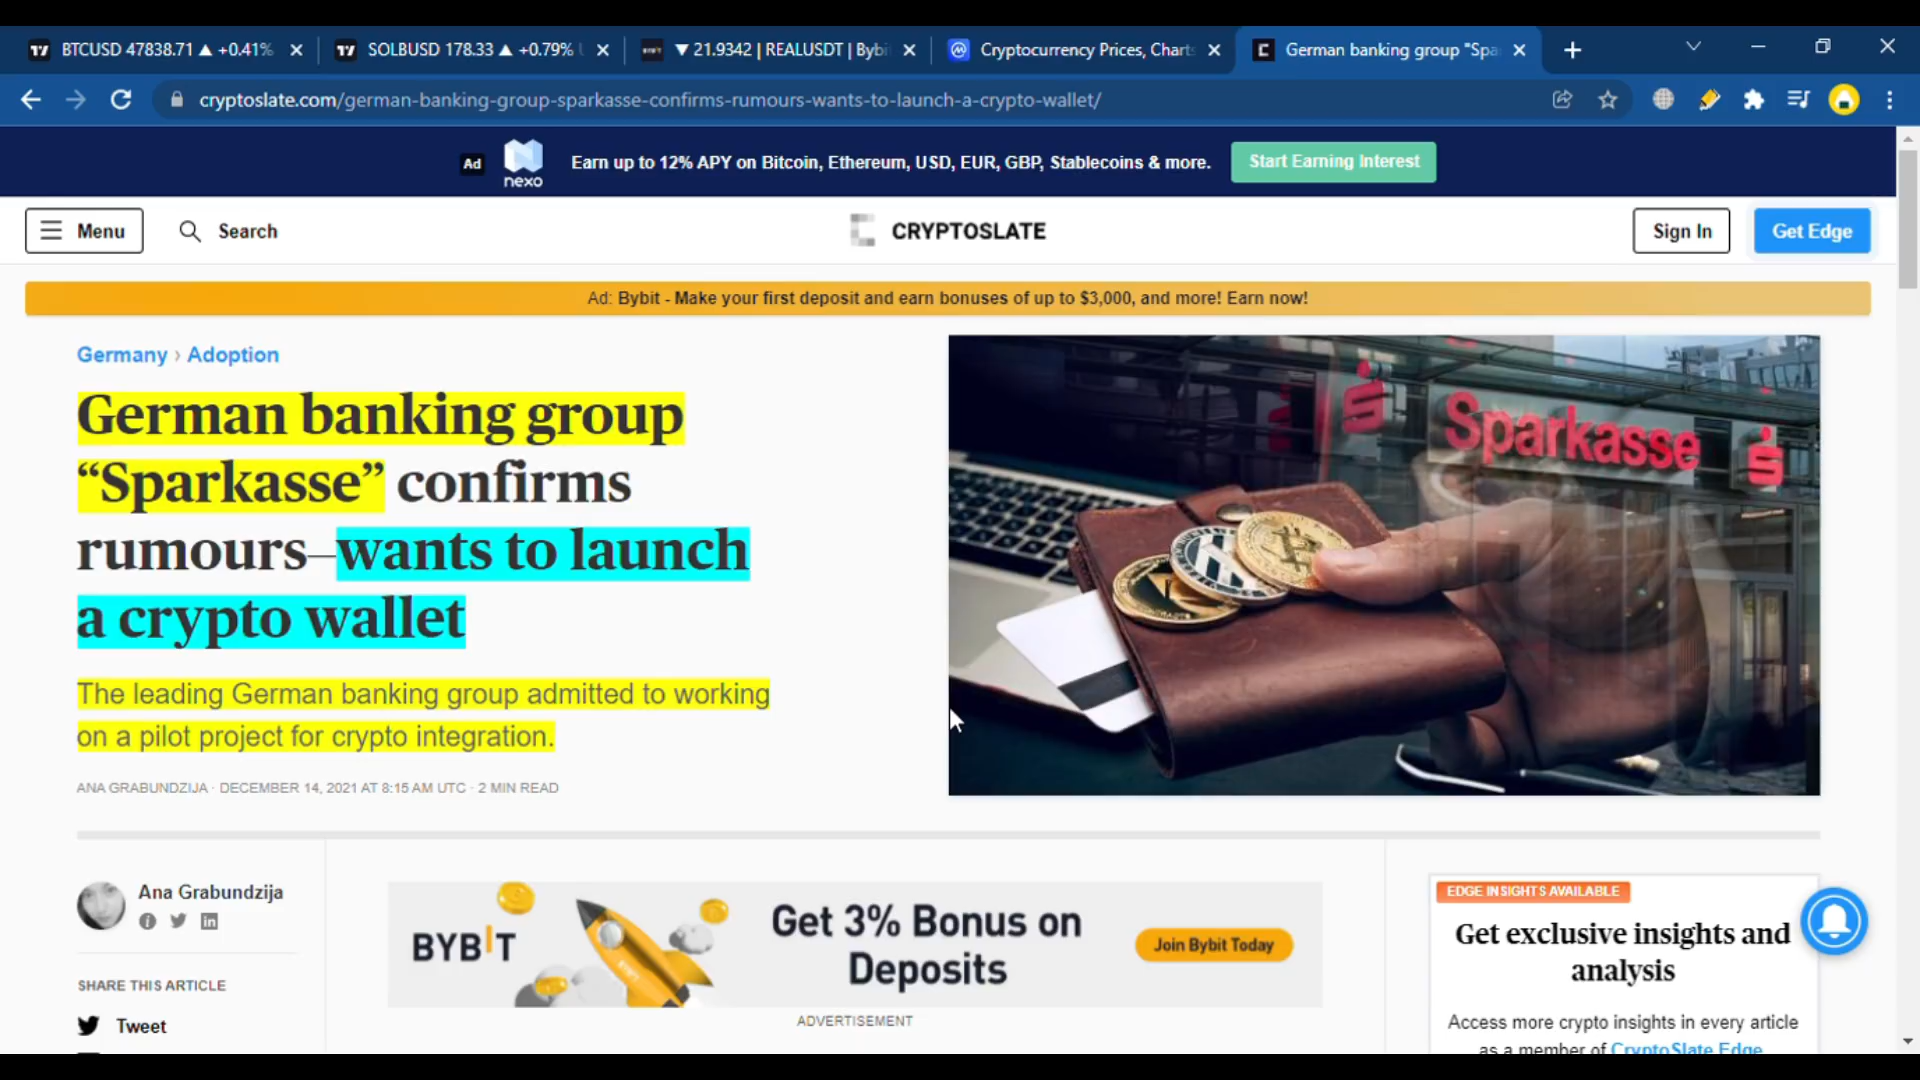 BTCUSD 47838.71 ▲ +0.41%
SOLBUSD 178.33 ▲ +0.79%
▼ 21.9342 | REALUSDT | Bybi
Cryptocurrency Prices, Charts
German banking group "Spa
cryptoslate.com/german-banking-group-sparkasse-confirms-rumours-wants-to-launch-a-crypto-wallet/
Ad
nexo
Earn up to 12% APY on Bitcoin, Ethereum, USD, EUR, GBP, Stablecoins & more.
Start Earning Interest
Menu
Search
CRYPTOSLATE
Sign In
Get Edge
Ad: Bybit - Make your first deposit and earn bonuses of up to $3,000, and more! Earn now!
Germany › Adoption
German banking group
“Sparkasse” confirms
rumours—wants to launch
a crypto wallet
The leading German banking group admitted to working
on a pilot project for crypto integration.
ANA GRABUNDZIJA · DECEMBER 14, 2021 AT 8:15 AM UTC · 2 MIN READ
Sparkasse
Ana Grabundzija
SHARE THIS ARTICLE
Tweet
BYBIT
Get 3% Bonus on
Deposits
Join Bybit Today
ADVERTISEMENT
EDGE INSIGHTS AVAILABLE
Get exclusive insights and
analysis
Access more crypto insights in every article
as a member of CryptoSlate Edge